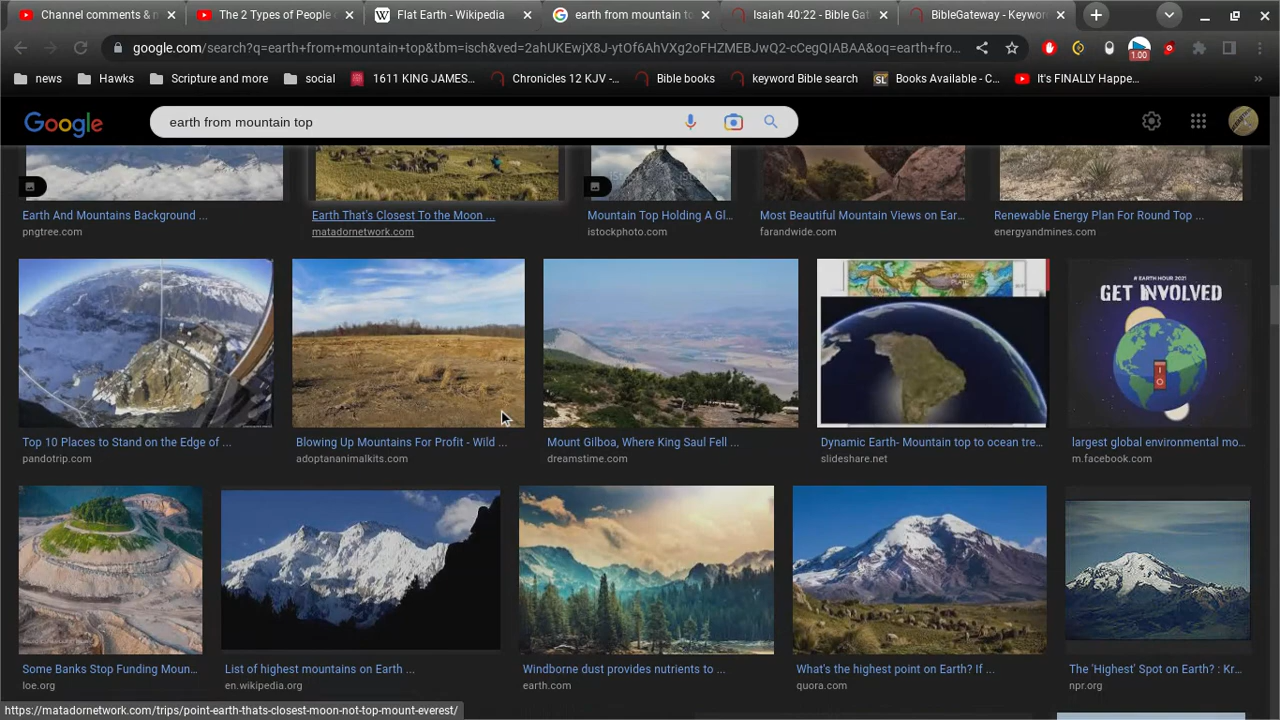 Channel comments & n
The 2 Types of People
Flat Earth - Wikipedia
earth from mountain to
Isaiah 40:22 - Bible Gat
BibleGateway - Keywor
google.com/search?q=earth+from+mountain+top&tbm=isch&ved=2ahUKEwjX8J-ytOf6AhVXg2oFHZMEBJwQ2-cCegQIABAA&oq=earth+fro...
1.00
news
Hawks
Scripture and more
social
1611 KING JAMES...
Chronicles 12 KJV -...
Bible books
keyword Bible search
Books Available - C...
It's FINALLY Happe...
Google
earth from mountain top
Earth And Mountains Background ...
pngtree.com
Earth That's Closest To the Moon ...
matadornetwork.com
Mountain Top Holding A Gl...
istockphoto.com
Most Beautiful Mountain Views on Ear...
farandwide.com
Renewable Energy Plan For Round Top ...
energyandmines.com
# EARTH HOUR 2021
GET INVOLVED
Top 10 Places to Stand on the Edge of ...
pandotrip.com
Blowing Up Mountains For Profit - Wild ...
adoptananimalkits.com
Mount Gilboa, Where King Saul Fell ...
dreamstime.com
Dynamic Earth- Mountain top to ocean tre...
slideshare.net
largest global environmental mo...
m.facebook.com
Some Banks Stop Funding Moun...
loe.org
List of highest mountains on Earth ...
en.wikipedia.org
Windborne dust provides nutrients to ...
earth.com
What's the highest point on Earth? If ...
quora.com
The 'Highest' Spot on Earth? : Kr...
npr.org
https://matadornetwork.com/trips/point-earth-thats-closest-moon-not-top-mount-everest/